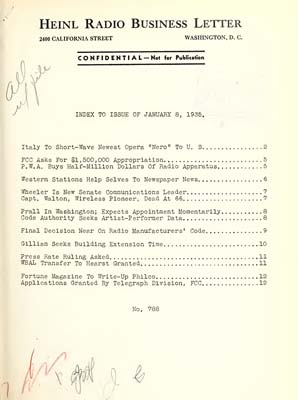 HEINL RADIO BUSINESS LETTER
2400 CALIFORNIA STREET WASHINGTON, D. C.
CONFIDENTIAL—Not for Publication
INDEX TO ISSUE OF JANUARY 8, 1935.
Italy To Short-Wave Newest Opera "Nero" To U. S...............2
FCC Asks For $1,500,000 Appropriation.........................5
P.W.A. Buys Half-Million Dollars Of Radio Apparatus...........5
Western Stations Help Selves To Newspaper News................6
Wheeler Is New Senate Communications Leader...................7
Capt. Walton, Wireless Pioneer, Dead At 66....................7
Prall In Washington; Expects Appointment Momentarily..........8
Code Authority Seeks Artist-Performer Data....................8
Final Decision Near On Radio Manufacturers' Code..............9
Gilliam Seeks Building Extension Time........................10
Press Rate Ruling Asked......................................11
WBAL Transfer To Hearst Granted..............................11
Fortune Magazine To Write-Up Philco..........................12
Applications Granted By Telegraph Division, FCC..............12
No. 788